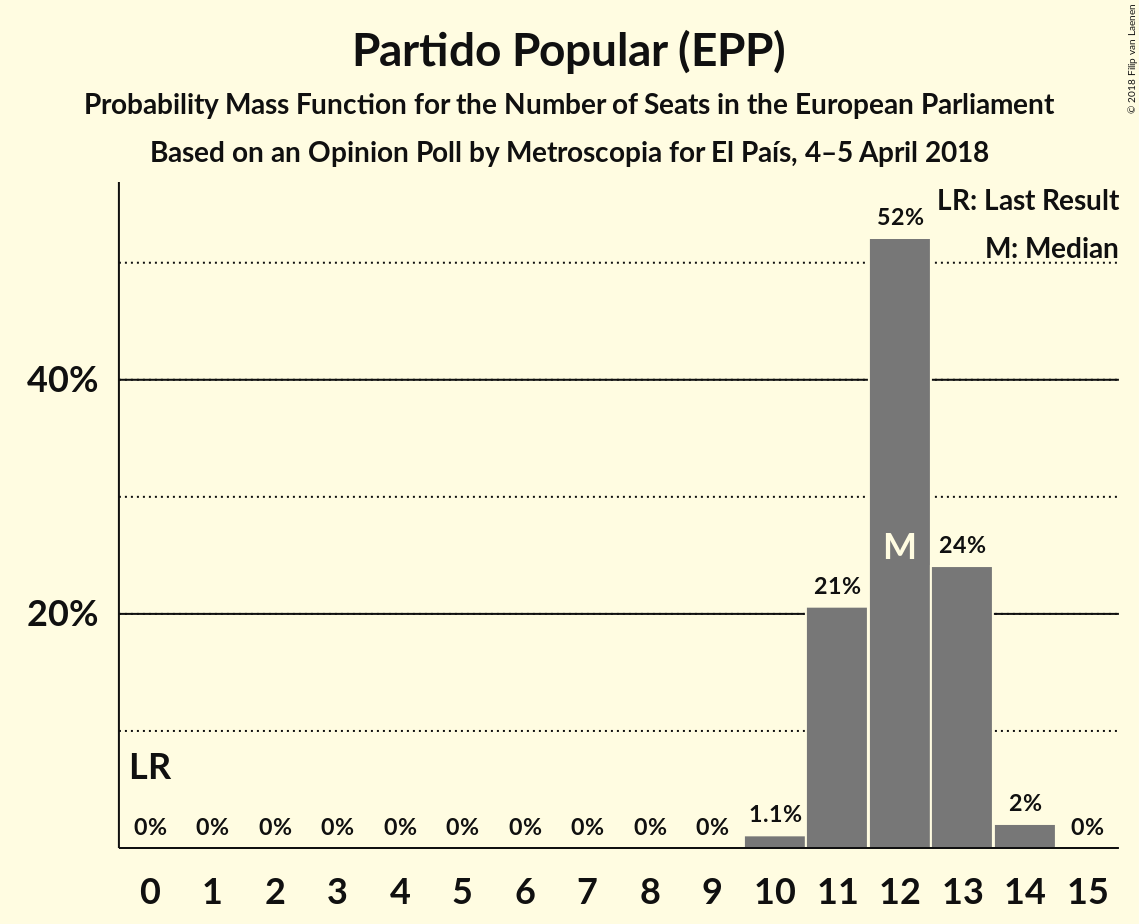 Partido Popular (EPP)
Probability Mass Function for the Number of Seats in the European Parliament
Based on an Opinion Poll by Metroscopia for El País, 4–5 April 2018
© 2018 Filip van Laenen
LR: Last Result
M: Median
52%
40%
M
24%
21%
20%
LR
0% 0% 0% 0% 0% 0% 0% 0% 0% 0% 1.1% 2% 0%
0 1 2 3 4 5 6 7 8 9 10 11 12 13 14 15